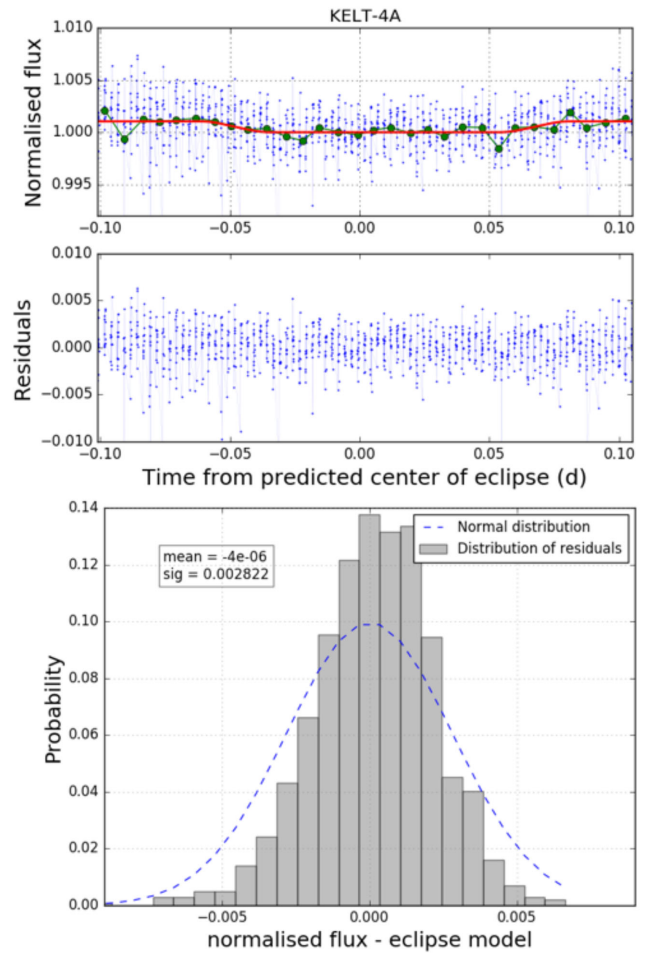 KELT-4A
1.010
1.005
1.000
0.995
Normalised flux
−0.10 −0.05 0.00 0.05 0.10
0.010
0.005
0.000
−0.005
−0.010
Residuals
−0.10 −0.05 0.00 0.05 0.10
Time from predicted center of eclipse (d)
0.14
0.12
0.10
0.08
0.06
0.04
0.02
0.00
Probability
mean = -4e-06
sig = 0.002822
Normal distribution
Distribution of residuals
−0.005 0.000 0.005
normalised flux - eclipse model